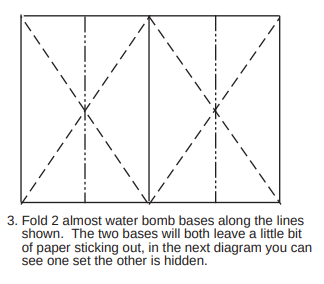 3. Fold 2 almost water bomb bases along the lines
shown. The two bases will both leave a little bit
of paper sticking out, in the next diagram you can
see one set the other is hidden.